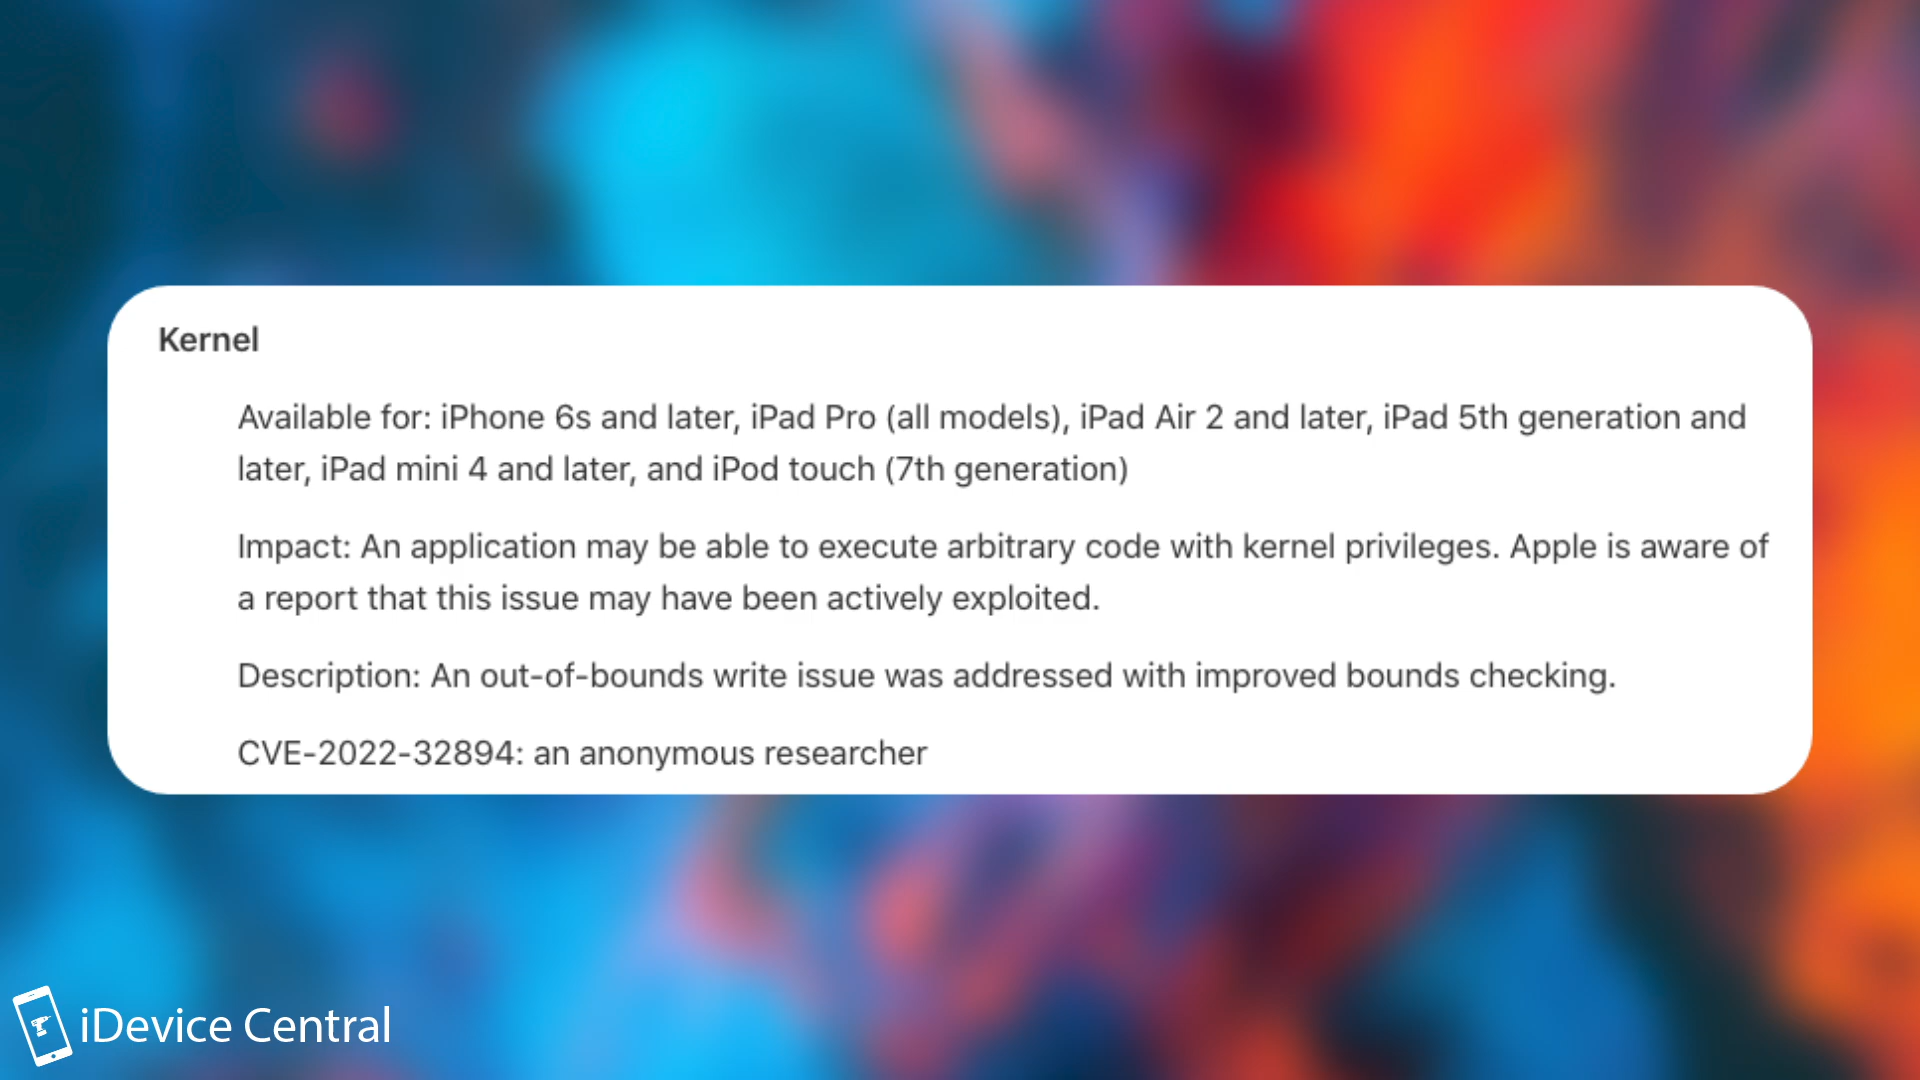 Kernel
Available for: iPhone 6s and later, iPad Pro (all models), iPad Air 2 and later, iPad 5th generation and
later, iPad mini 4 and later, and iPod touch (7th generation)
Impact: An application may be able to execute arbitrary code with kernel privileges. Apple is aware of
a report that this issue may have been actively exploited.
Description: An out-of-bounds write issue was addressed with improved bounds checking.
CVE-2022-32894: an anonymous researcher
iDevice Central